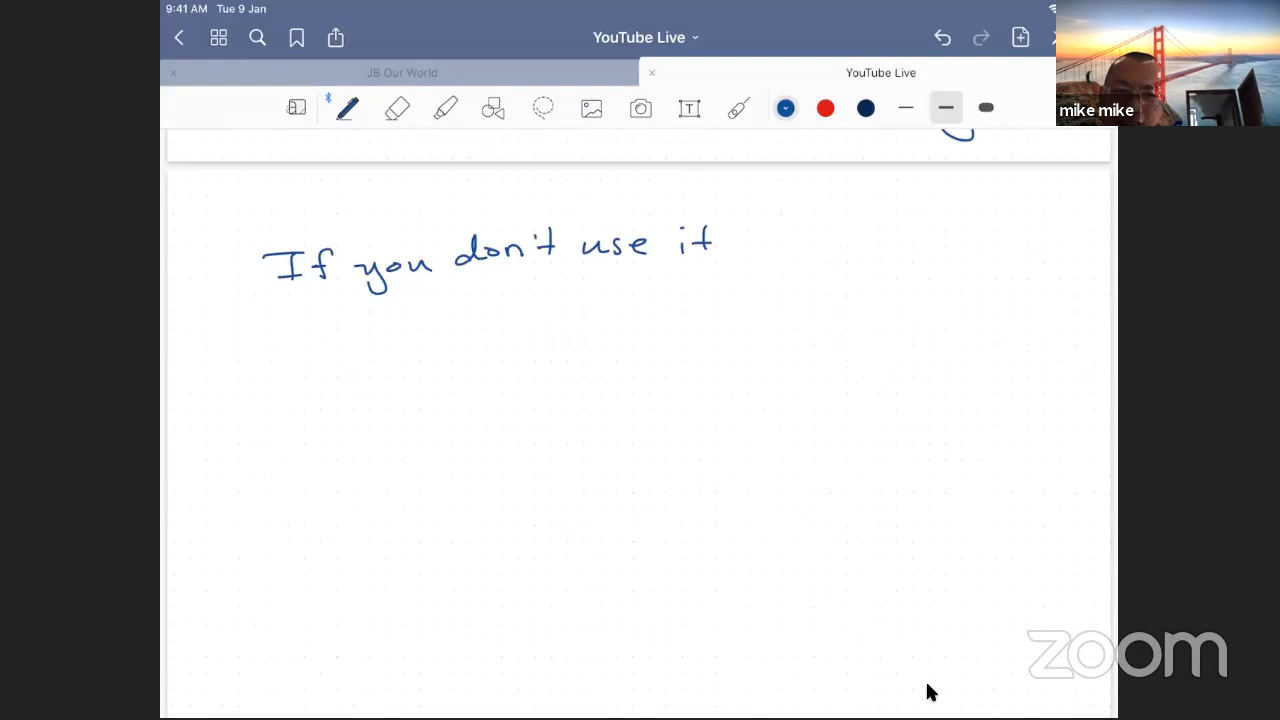 9:41 AM Tue 9 Jan
YouTube Live
JB Our World
YouTube Live
mike mike
If you don't use it
zoom